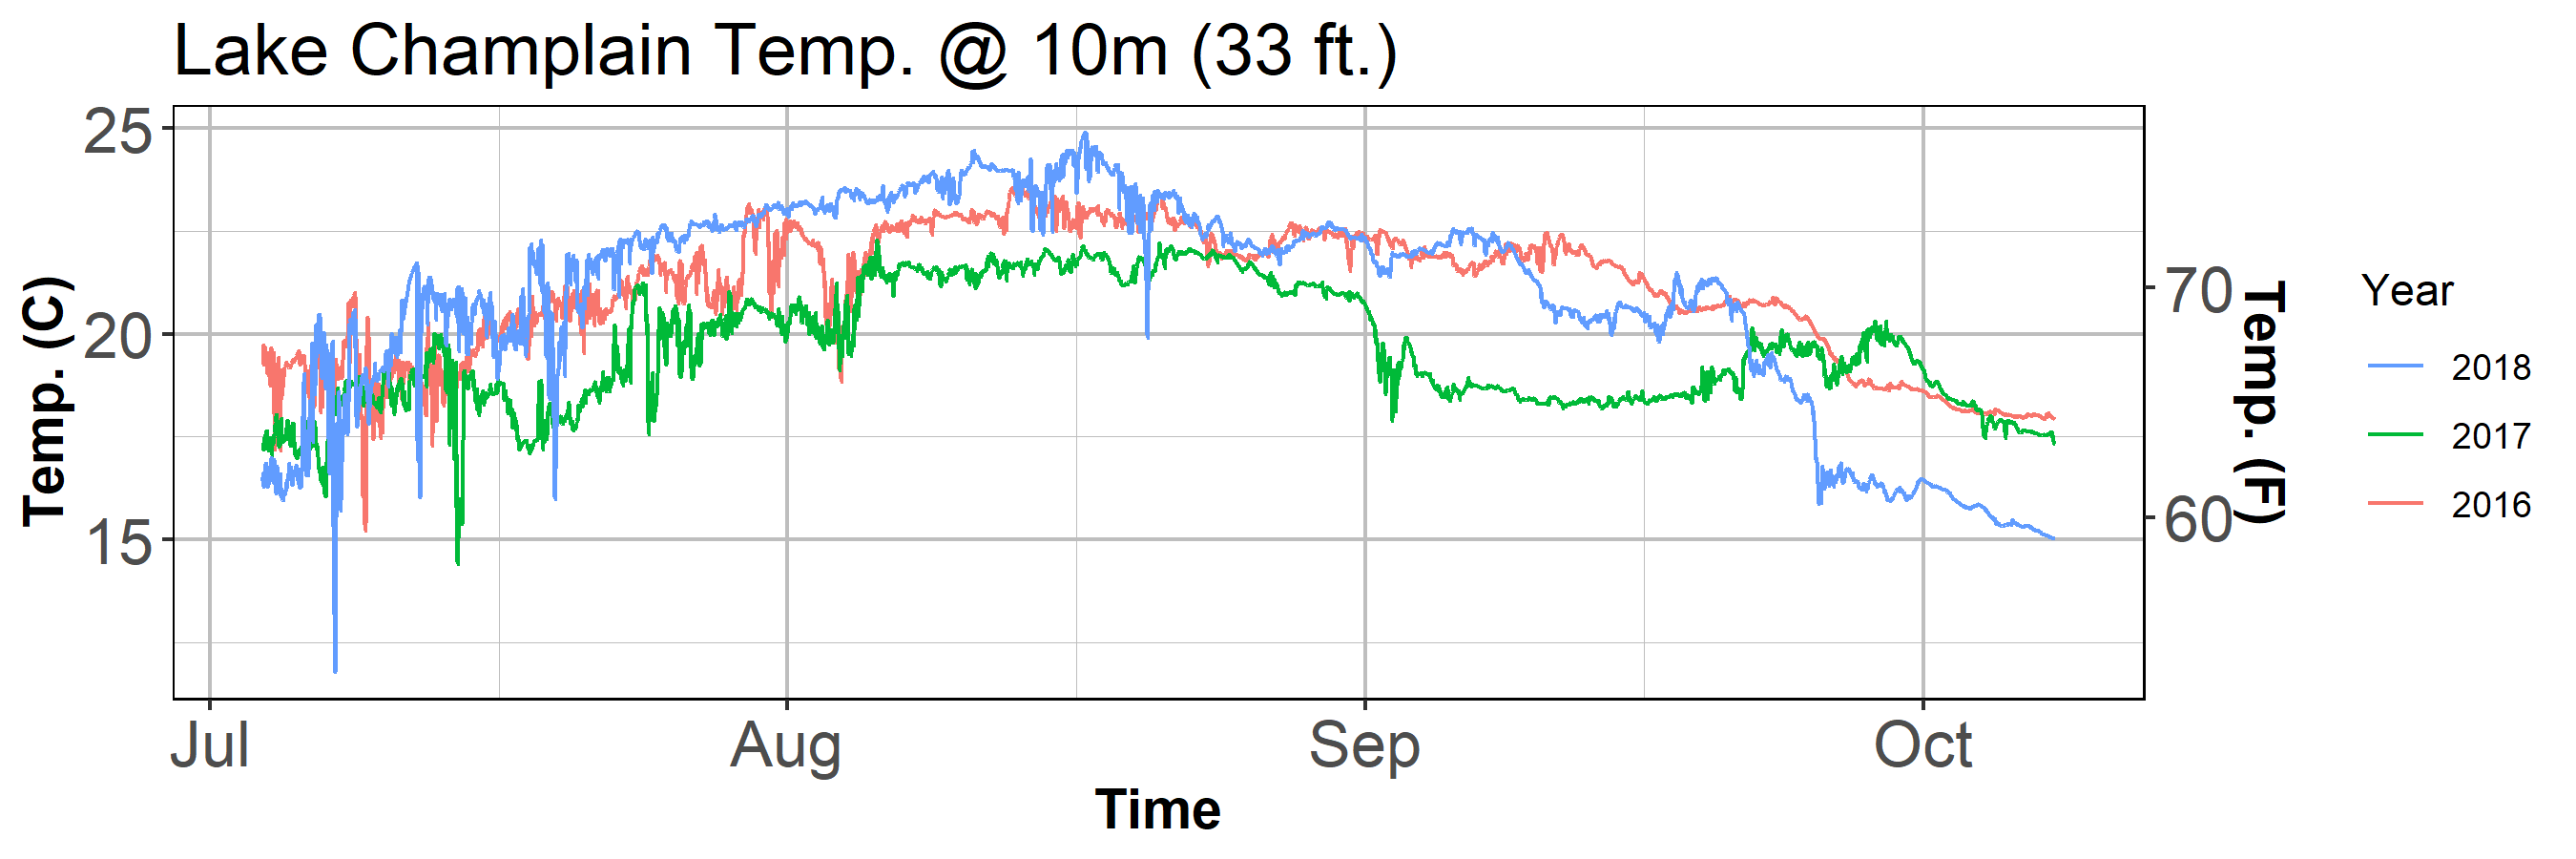 Lake Champlain Temp. @ 10m (33 ft.)
25
20
15
Temp. (C)
70
60
Temp. (F)
Jul Aug Sep Oct
Time
Year
2018
2017
2016